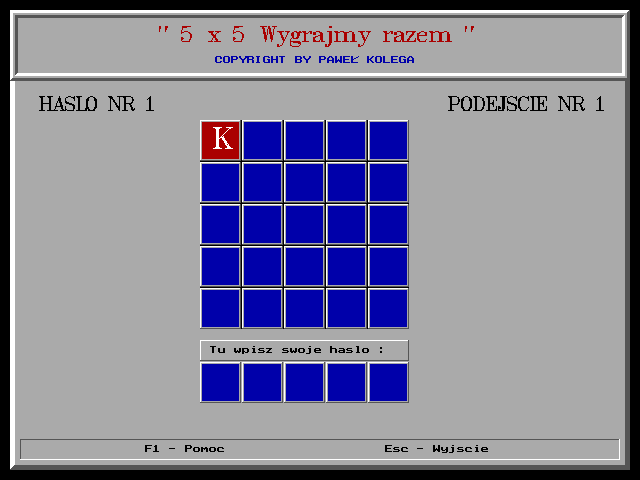 " 5 x 5 Wygrajmy razem "
COPYRIGHT BY PAWEŁ KOLEGA
HASLO NR 1
PODEJSCIE NR 1
K
Tu wpisz swoje haslo :
F1 - Pomoc
Esc - Wyjscie